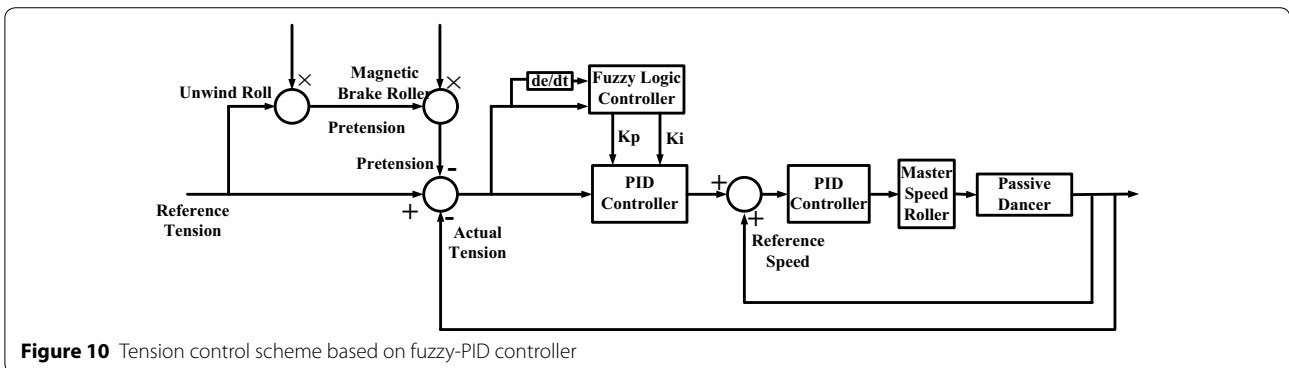 Unwind Roll
×
Magnetic
Brake Roller
×
Pretension
Pretension
-
de/dt
Fuzzy Logic
Controller
Kp
Ki
Reference
Tension
+
-
Actual
Tension
PID
Controller
+
+
Reference
Speed
PID
Controller
Master
Speed
Roller
Passive
Dancer
Figure 10 Tension control scheme based on fuzzy-PID controller